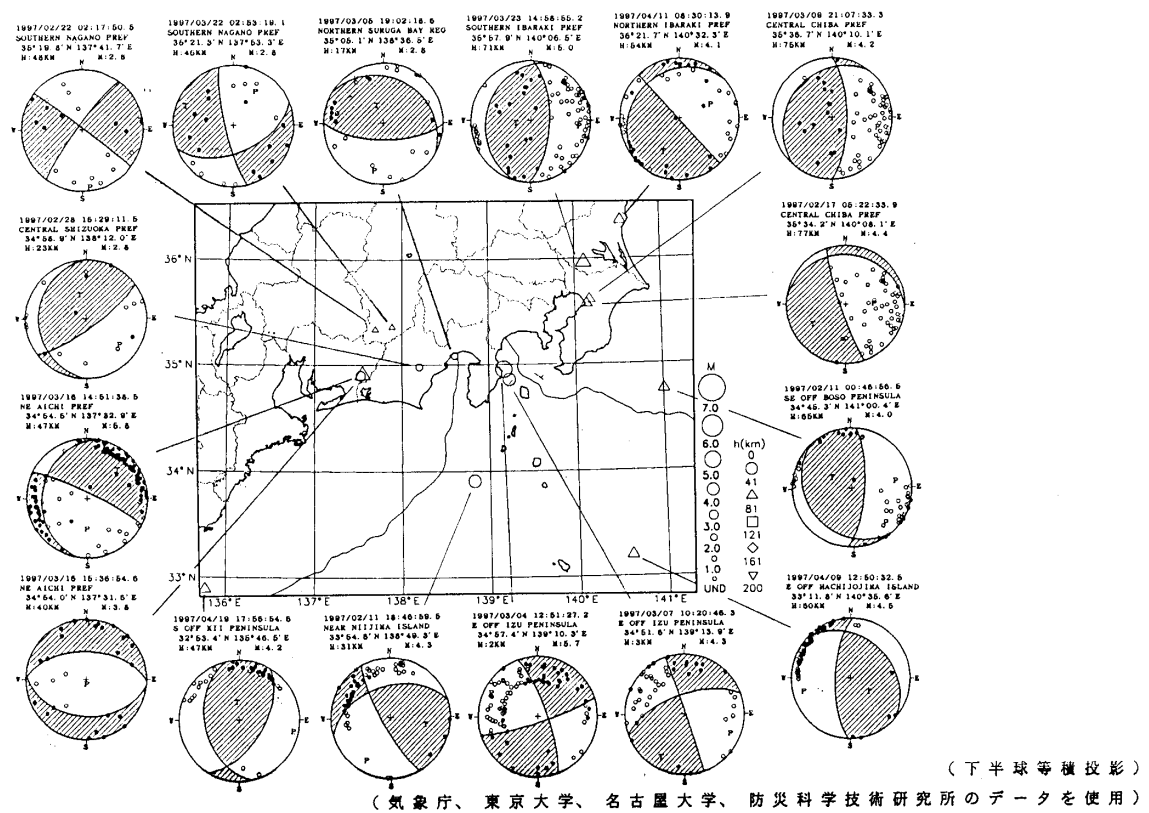 1997/02/22 02:17:50.5
SOUTHERN NAGANO PREF
35°19.8'N 137°41.7'E
H:48KM M:2.8
1997/03/22 02:53:19.1
SOUTHERN NAGANO PREF
35°21.3'N 137°53.3'E
H:45KM M:2.8
1997/03/05 19:02:18.6
NORTHERN SURUGA BAY REG
35°05.1'N 138°36.5'E
H:17KM M:2.8
1997/03/23 14:58:55.2
SOUTHERN IBARAKI PREF
35°57.9'N 140°06.5'E
H:71KM M:5.0
1997/04/11 08:30:13.9
NORTHERN IBARAKI PREF
36°21.7'N 140°32.3'E
H:54KM M:4.1
1997/03/09 21:07:33.3
CENTRAL CHIBA PREF
35°36.7'N 140°10.1'E
H:75KM M:4.2
1997/02/28 15:29:11.5
CENTRAL SHIZUOKA PREF
34°58.9'N 138°12.0'E
H:23KM M:2.8
1997/02/17 05:22:33.9
CENTRAL CHIBA PREF
35°34.2'N 140°08.1'E
H:77KM M:4.4
1997/03/16 14:51:38.5
NE AICHI PREF
34°54.5'N 137°32.9'E
H:47KM M:5.8
1997/02/11 00:46:56.5
SE OFF BOSO PENINSULA
34°45.3'N 141°00.4'E
H:55KM M:4.0
1997/03/16 15:36:54.6
NE AICHI PREF
34°54.0'N 137°31.5'E
H:40KM M:3.8
1997/04/09 12:50:32.5
E OFF HACHIJOJIMA ISLAND
33°11.8'N 140°35.6'E
H:60KM M:4.5
1997/04/19 17:56:54.6
S OFF KII PENINSULA
32°53.4'N 135°46.5'E
H:47KM M:4.2
1997/02/11 18:46:59.5
NEAR NIIJIMA ISLAND
33°54.8'N 138°49.3'E
H:31KM M:4.3
1997/03/04 12:51:27.2
E OFF IZU PENINSULA
34°57.4'N 139°10.3'E
H:2KM M:5.7
1997/03/07 10:20:46.3
E OFF IZU PENINSULA
34°51.6'N 139°13.9'E
H:3KM M:4.3
36°N
35°N
34°N
33°N
136°E 137°E 138°E 139°E 140°E 141°E
M
7.0
6.0
5.0
4.0
3.0
2.0
1.0
UND
h(km)
0
41
81
121
161
200
N
W
E
S
T
P
(下半球等積投影)
(気象庁、東京大学、名古屋大学、防災科学技術研究所のデータを使用)